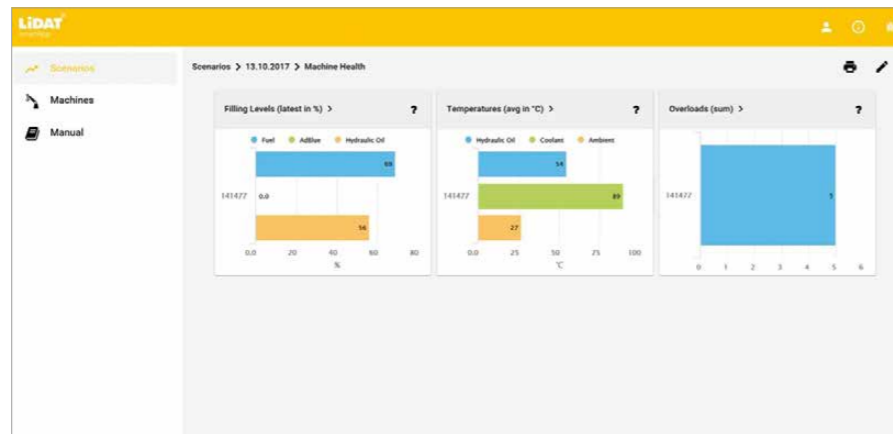 LiDAT
smartApp
Scenarios
Machines
Manual
Scenarios > 13.10.2017 > Machine Health
Filling Levels (latest in %) > ?
Fuel AdBlue Hydraulic Oil
69
141477 0.0
56
0.0 20 40 60 80
%
Temperatures (avg in °C) > ?
Hydraulic Oil Coolant Ambient
54
141477 89
27
0.0 25 50 75 100
°C
Overloads (sum) > ?
141477 5
0 1 2 3 4 5 6